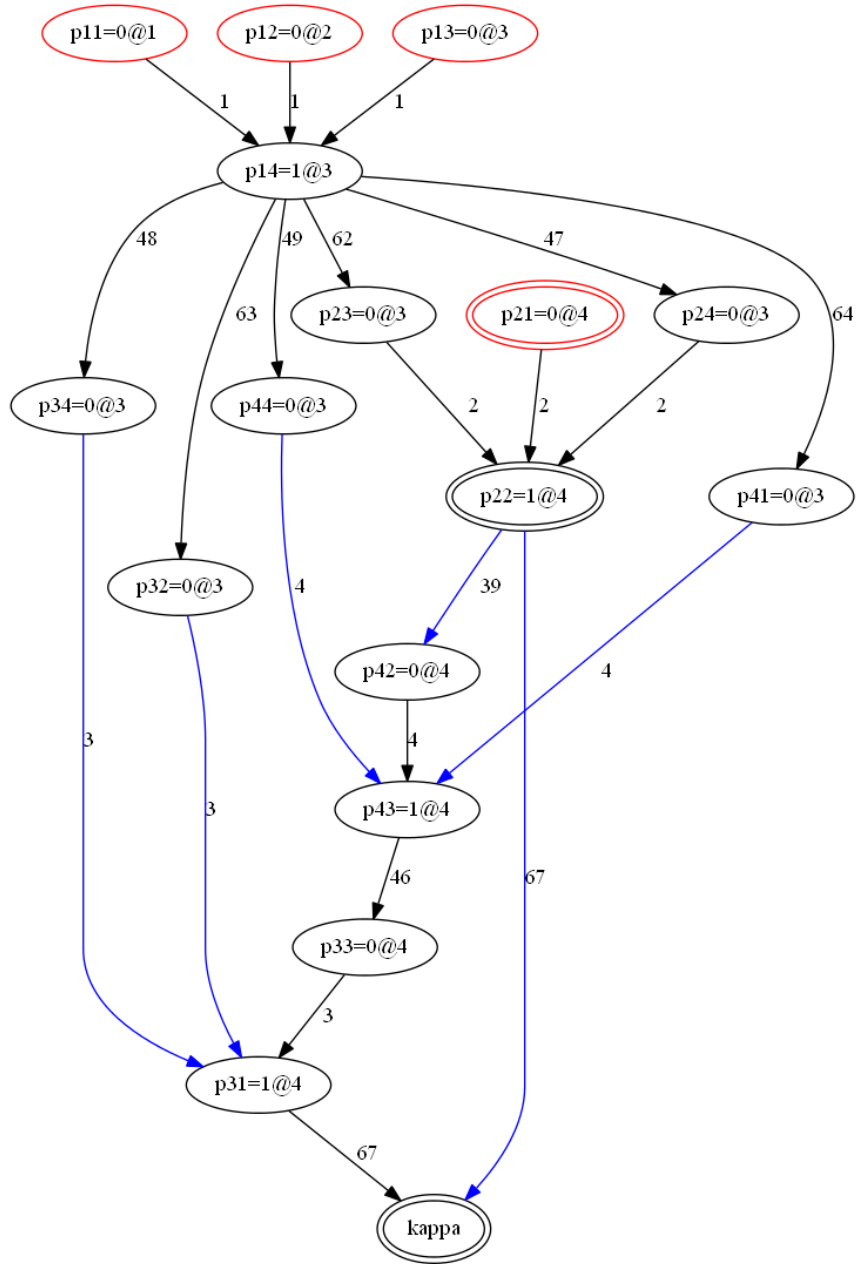 p11=0@1 p12=0@2 p13=0@3
1 1 1
p14=1@3
48 49 62 47
63 64
p23=0@3 p21=0@4 p24=0@3
p34=0@3 p44=0@3 2 2 2
p22=1@4 p41=0@3
p32=0@3 4 39
p42=0@4 4
3 4
3
p43=1@4
46 67
p33=0@4
3
p31=1@4
67
kappa